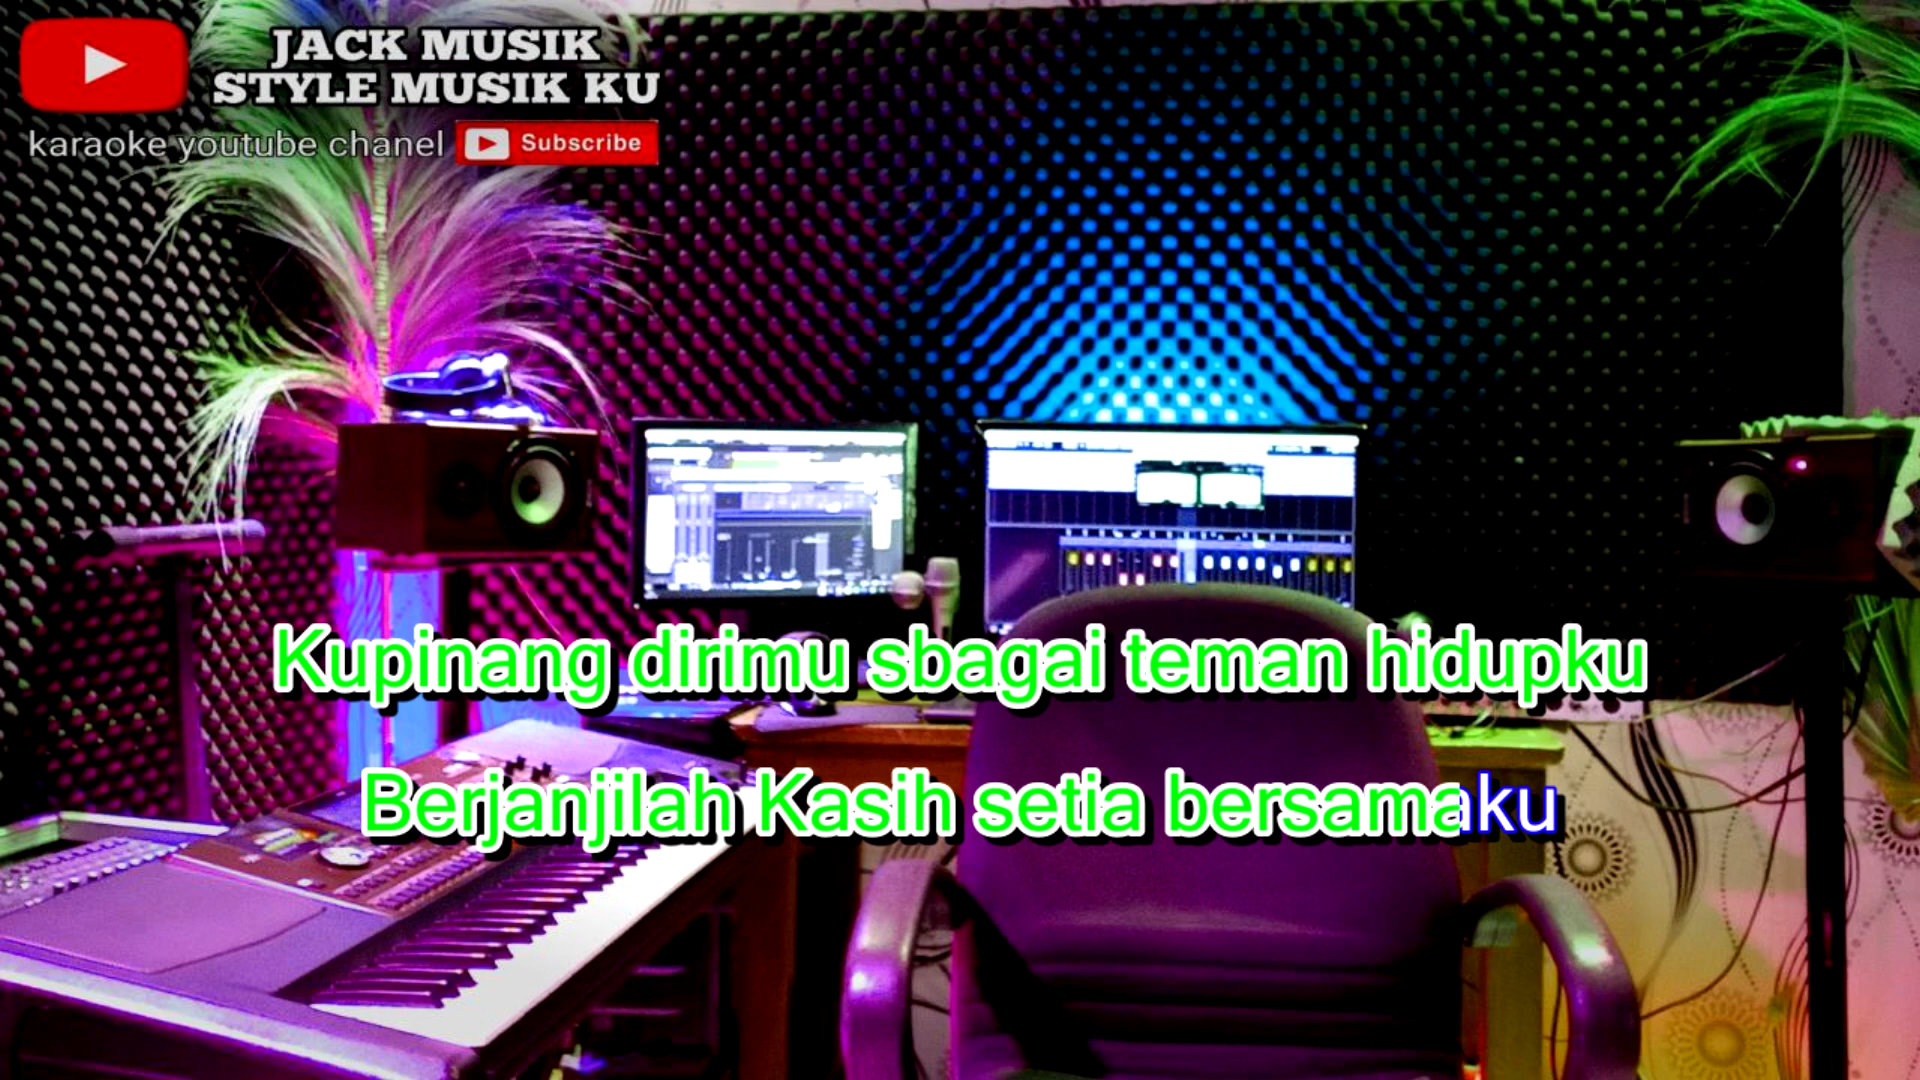 JACK MUSIK
STYLE MUSIK KU
karaoke youtube chanel
Subscribe
Kupinang dirimu sbagai teman hidupku
Berjanjilah Kasih setia bersamaku